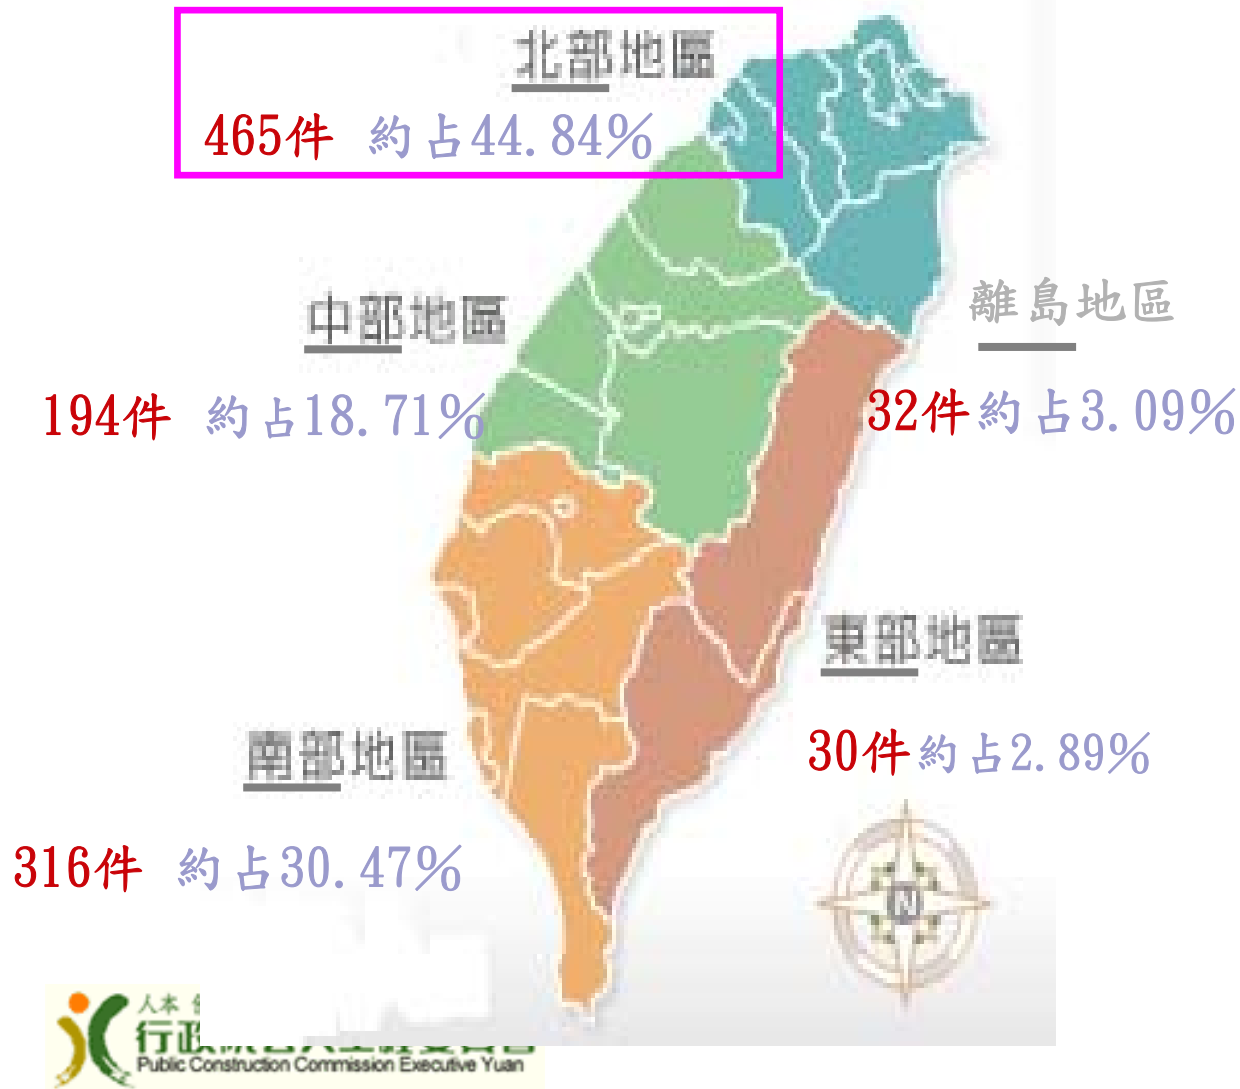 北部地區
465件 約占44.84%
中部地區
194件 約占18.71%
離島地區
32件約占3.09%
東部地區
30件約占2.89%
南部地區
316件 約占30.47%
N
人本
行政院
Public Construction Commission Executive Yuan